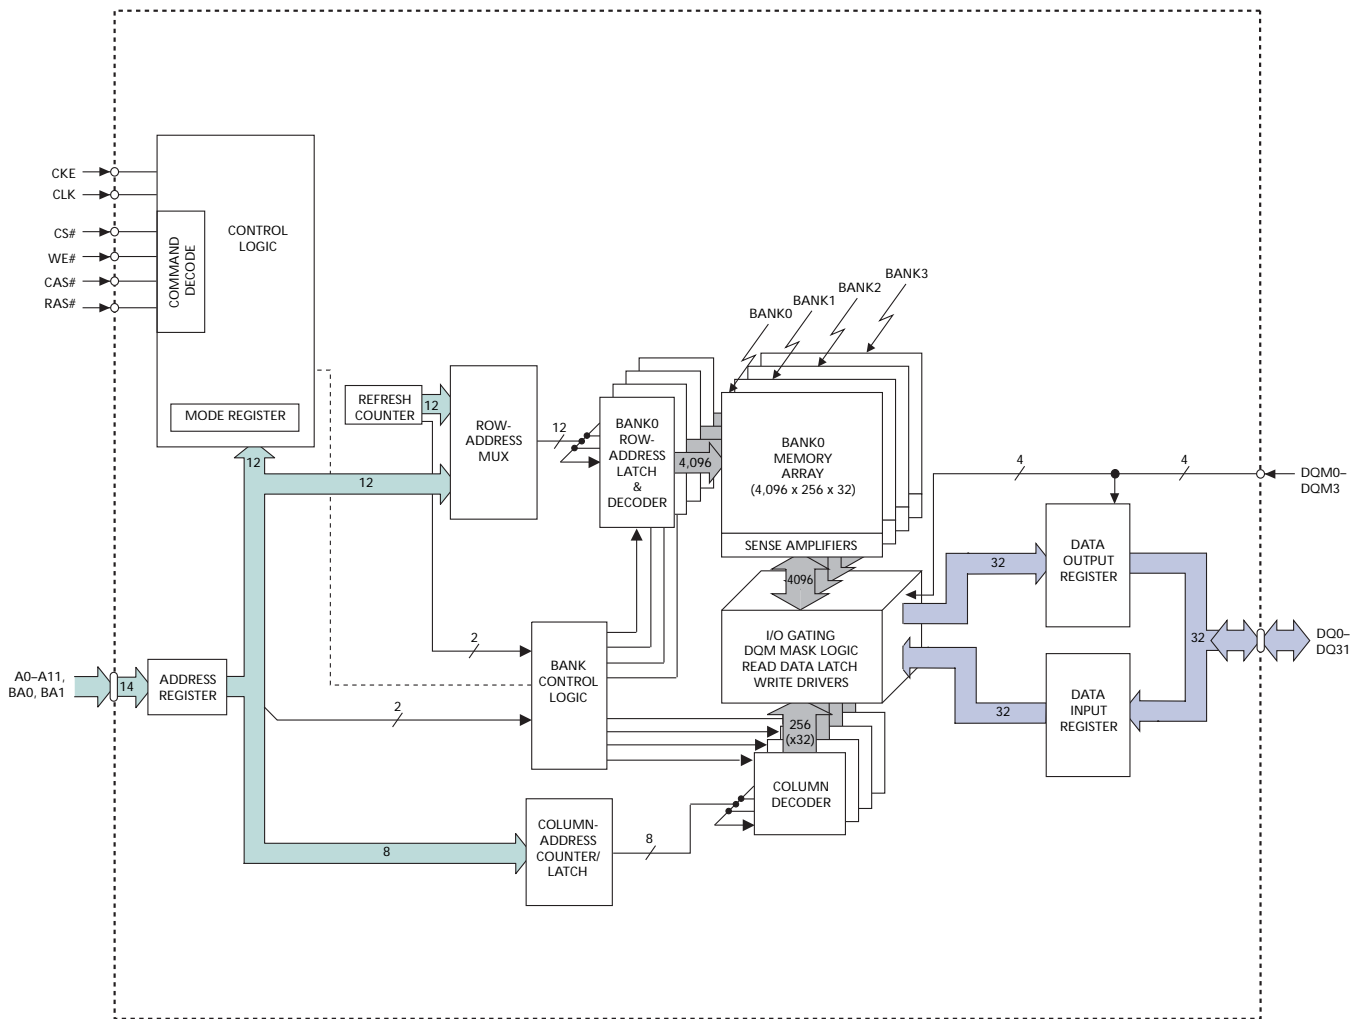 CKE
CLK
CS#
WE#
CAS#
RAS#
CONTROL
LOGIC
COMMAND
DECODE
MODE REGISTER
12
REFRESH
COUNTER
12
12
ROW-
ADDRESS
MUX
12
BANK0
ROW-
ADDRESS
LATCH
&
DECODER
4,096
BANK0
BANK1
BANK2
BANK3
BANK0
MEMORY
ARRAY
(4,096 x 256 x 32)
SENSE AMPLIFIERS
4096
I/O GATING
DQM MASK LOGIC
READ DATA LATCH
WRITE DRIVERS
256
(x32)
COLUMN
DECODER
A0–A11,
BA0, BA1
14
ADDRESS
REGISTER
2
2
BANK
CONTROL
LOGIC
8
COLUMN-
ADDRESS
COUNTER/
LATCH
8
4
4
DQM0–
DQM3
32
DATA
OUTPUT
REGISTER
32
DQ0–
DQ31
32
DATA
INPUT
REGISTER